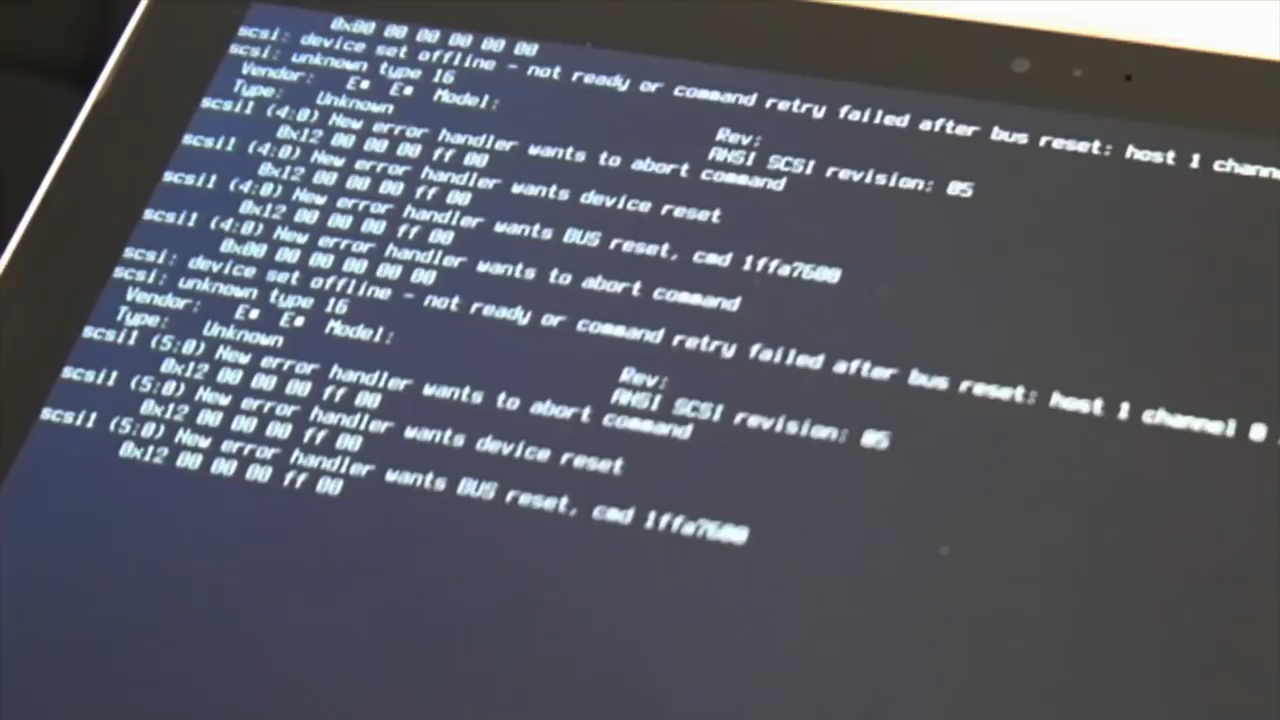 0x00 00 00 00 00 00
scsi: device set offline - not ready or command retry failed after bus reset: host 1 chann
scsi: unknown type 16
Vendor: E E Model: Rev:
Type: Unknown ANSI SCSI revision: 05
scsi1 (4:0) New error handler wants to abort command
0x12 00 00 00 ff 00
scsi1 (4:0) New error handler wants device reset
0x12 00 00 00 ff 00
scsi1 (4:0) New error handler wants BUS reset, cmd 1ffa7600
0x12 00 00 00 ff 00
scsi1 (4:0) New error handler wants to abort command
0x00 00 00 00 00 00
scsi: device set offline - not ready or command retry failed after bus reset: host 1 channel 0
scsi: unknown type 16
Vendor: E E Model: Rev:
Type: Unknown ANSI SCSI revision: 05
scsi1 (5:0) New error handler wants to abort command
0x12 00 00 00 ff 00
scsi1 (5:0) New error handler wants device reset
0x12 00 00 00 ff 00
scsi1 (5:0) New error handler wants BUS reset, cmd 1ffa7600
0x12 00 00 00 ff 00